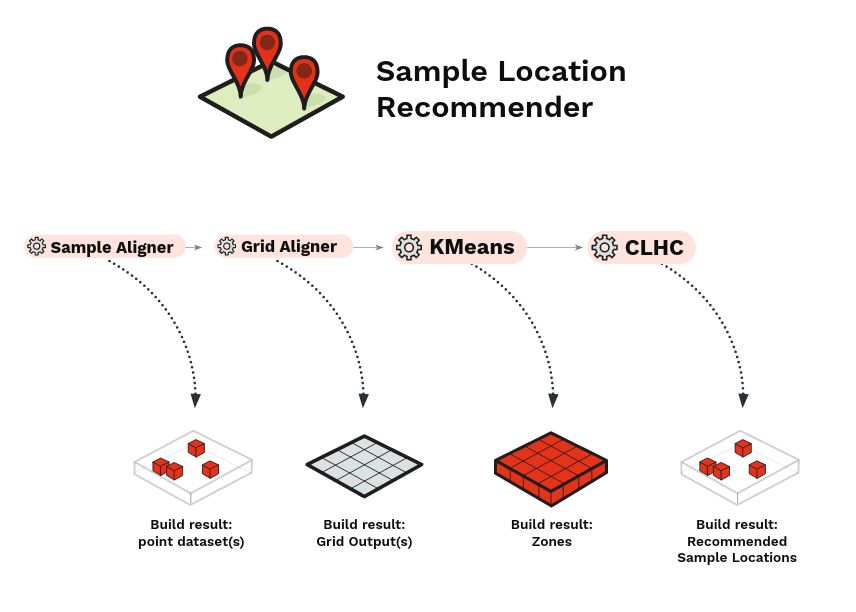 Sample Location
Recommender
Sample Aligner
Grid Aligner
KMeans
CLHC
Build result:
point dataset(s)
Build result:
Grid Output(s)
Build result:
Zones
Build result:
Recommended
Sample Locations